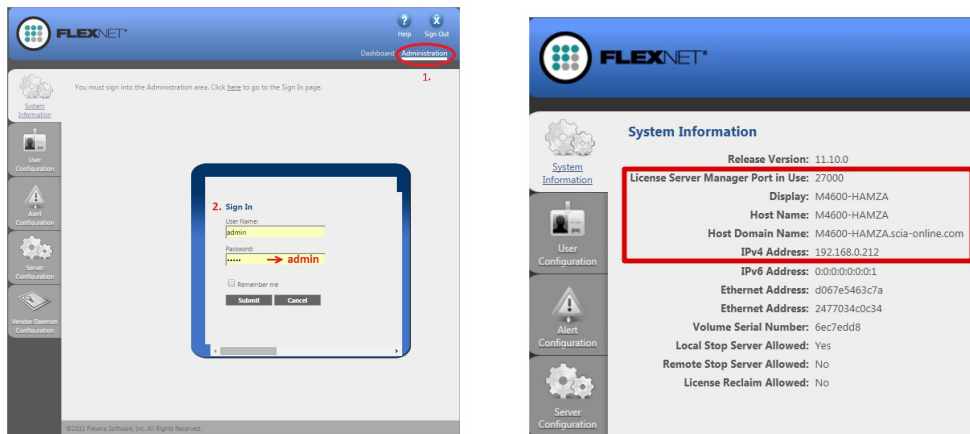 FLEXNET®
Help Sign Out
Dashboard Administration
1.
System Information
You must sign into the Administration area. Click here to go to the Sign In page.
User Configuration
Alert Configuration
Server Configuration
Vendor Daemon Configuration
2. Sign In
User Name:
admin
Password:
••••• → admin
Remember me
Submit Cancel
©2011 Flexera Software, Inc. All Rights Reserved.
FLEXNET®
System Information
User Configuration
Alert Configuration
Server Configuration
System Information
Release Version: 11.10.0
License Server Manager Port in Use: 27000
Display: M4600-HAMZA
Host Name: M4600-HAMZA
Host Domain Name: M4600-HAMZA.scia-online.com
IPv4 Address: 192.168.0.212
IPv6 Address: 0:0:0:0:0:0:0:1
Ethernet Address: d067e5463c7a
Ethernet Address: 2477034c0c34
Volume Serial Number: 6ec7edd8
Local Stop Server Allowed: Yes
Remote Stop Server Allowed: No
License Reclaim Allowed: No